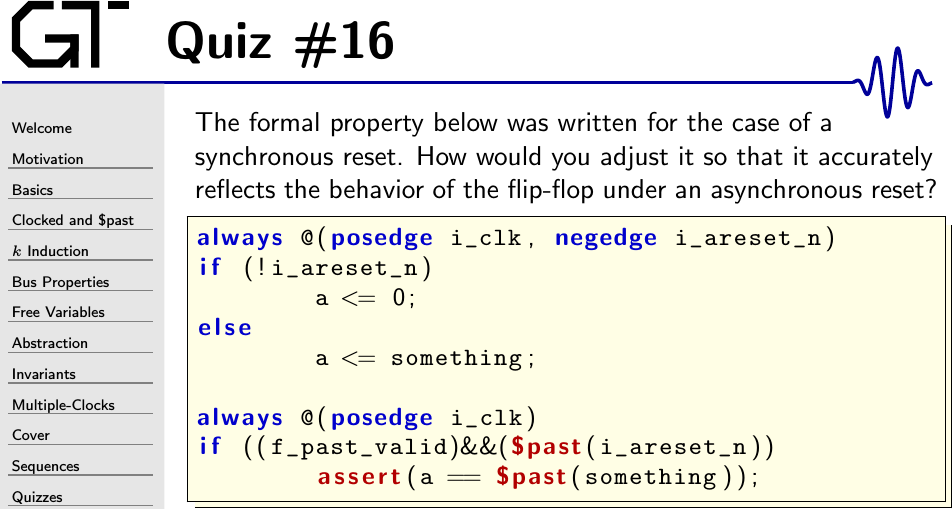 GT
Quiz #16
Welcome
Motivation
Basics
Clocked and $past
k Induction
Bus Properties
Free Variables
Abstraction
Invariants
Multiple-Clocks
Cover
Sequences
Quizzes
The formal property below was written for the case of a
synchronous reset. How would you adjust it so that it accurately
reflects the behavior of the flip-flop under an asynchronous reset?
always @(posedge i_clk, negedge i_areset_n)
if (!i_areset_n)
a <= 0;
else
a <= something;
always @(posedge i_clk)
if ((f_past_valid)&&($past(i_areset_n))
assert(a == $past(something));